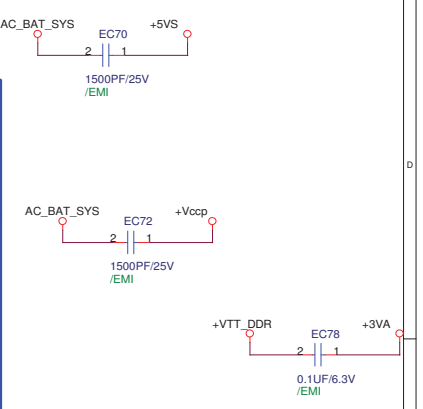 AC_BAT_SYS +5VS
EC70
2 1
1500PF/25V
/EMI
D
AC_BAT_SYS +Vccp
EC72
2 1
1500PF/25V
/EMI
+VTT_DDR +3VA
EC78
2 1
0.1UF/6.3V
/EMI